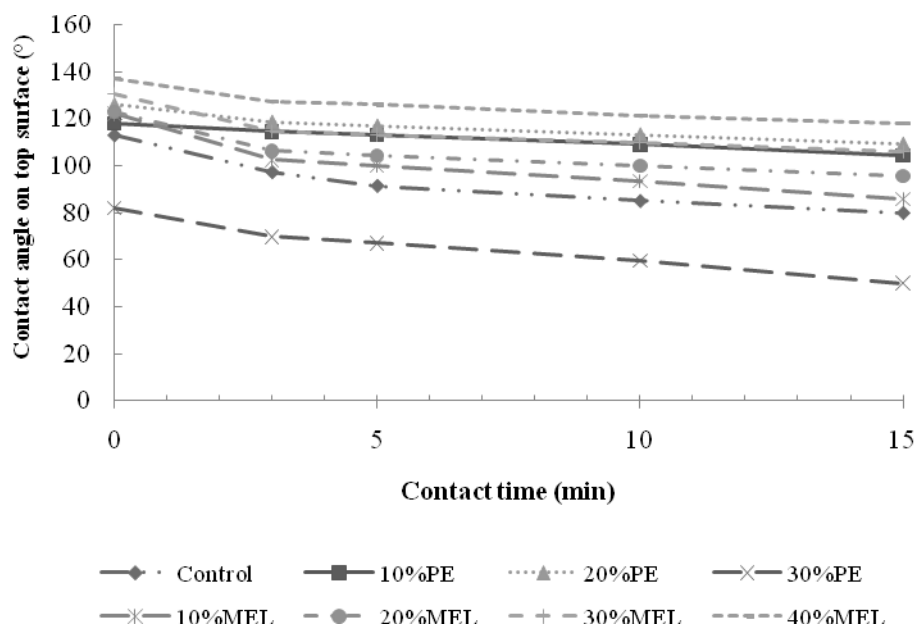 160
140
120
100
80
60
40
20
0
Contact angle on top surface (°)
0 5 10 15
Contact time (min)
Control 10%PE 20%PE 30%PE
10%MEL 20%MEL 30%MEL 40%MEL